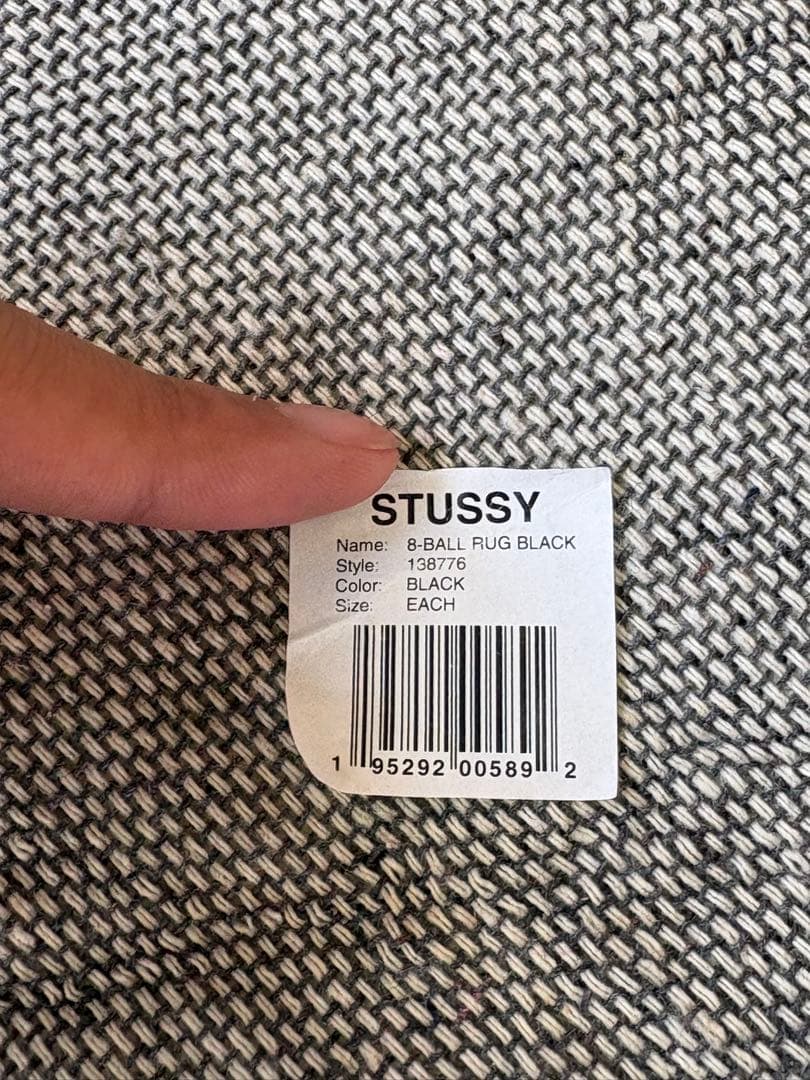 STUSSY
Name: 8-BALL RUG BLACK
Style: 138776
Color: BLACK
Size: EACH
1 95292 00589 2